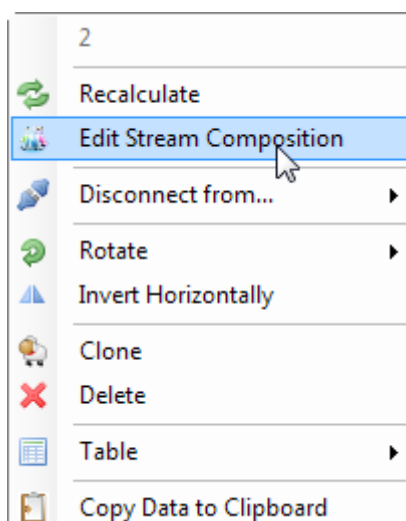 2
Recalculate
Edit Stream Composition
Disconnect from...
Rotate
Invert Horizontally
Clone
Delete
Table
Copy Data to Clipboard